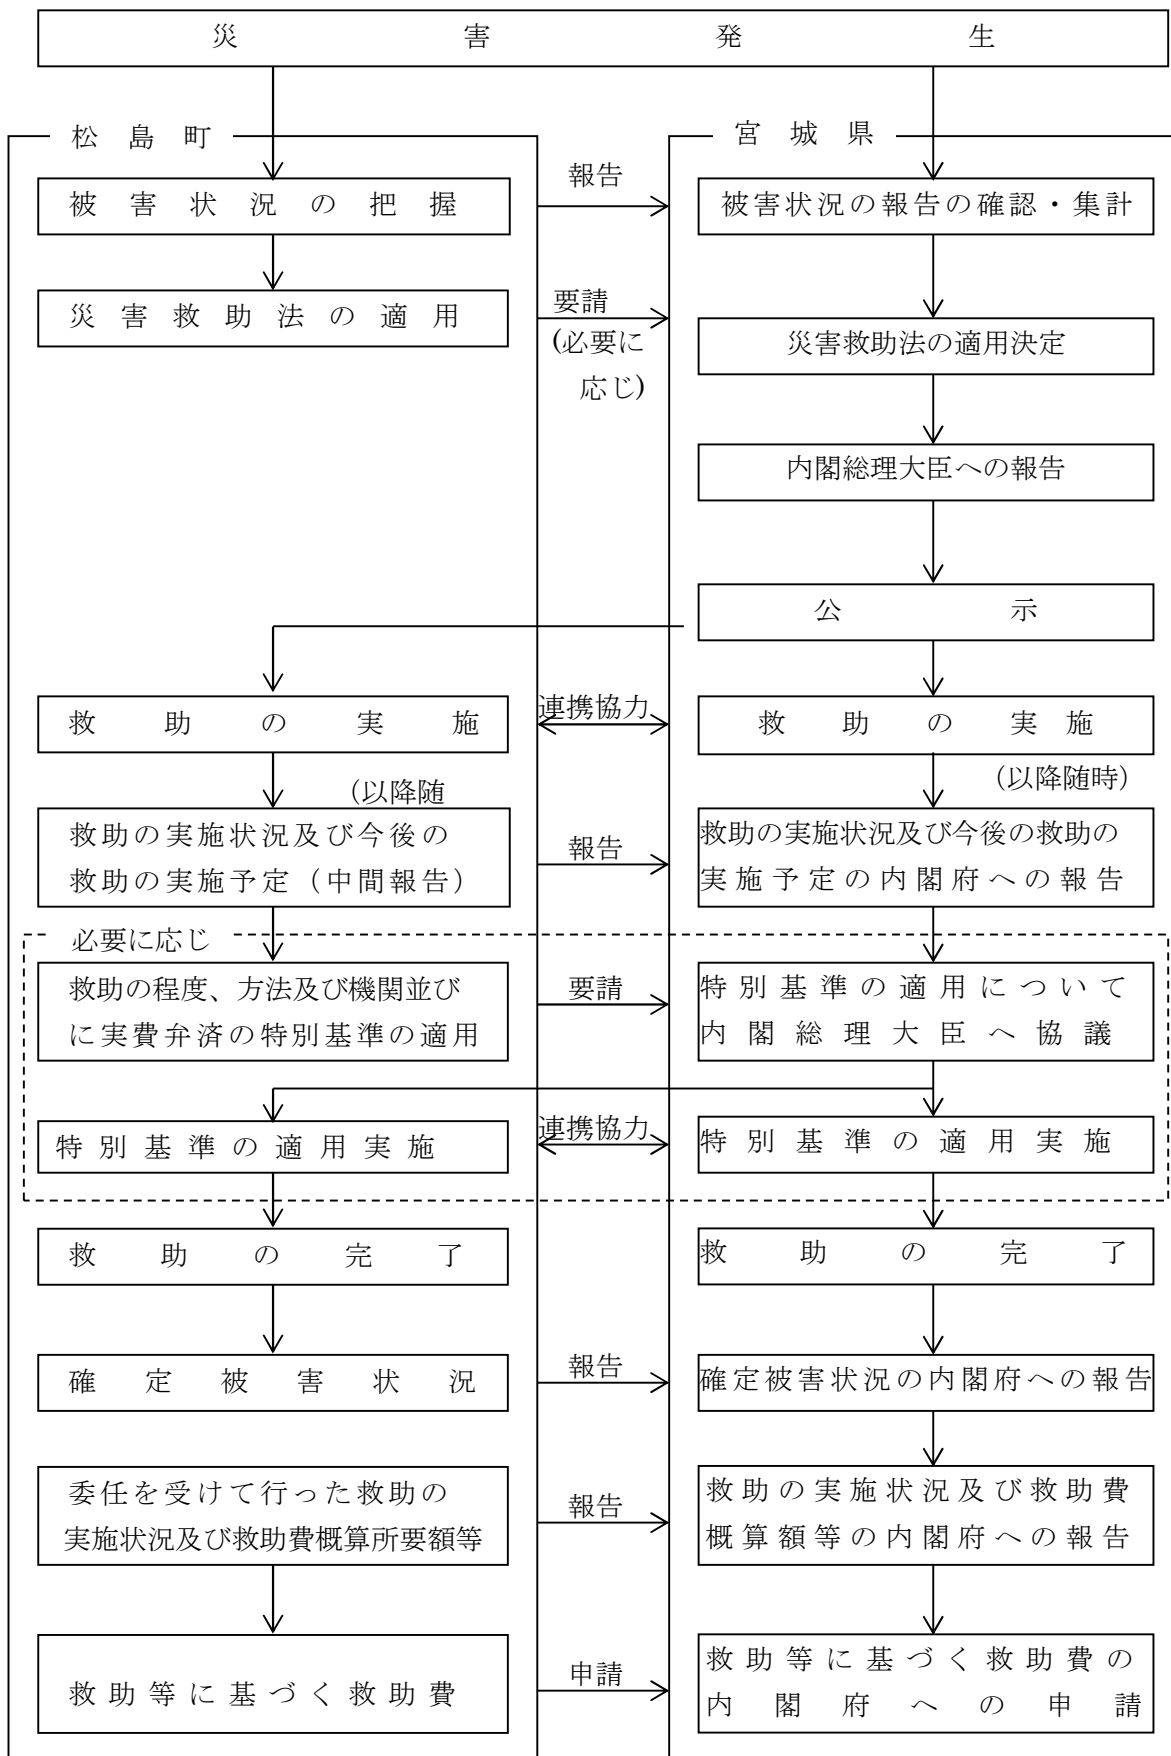 災害発生
松島町
宮城県
被害状況の把握
報告
被害状況の報告の確認・集計
災害救助法の適用
要請
(必要に
応じ)
災害救助法の適用決定
内閣総理大臣への報告
公示
救助の実施
連携協力
救助の実施
(以降随
(以降随時)
救助の実施状況及び今後の
救助の実施予定（中間報告）
報告
救助の実施状況及び今後の救助の
実施予定の内閣府への報告
必要に応じ
救助の程度、方法及び機関並び
に実費弁済の特別基準の適用
要請
特別基準の適用について
内閣総理大臣へ協議
特別基準の適用実施
連携協力
特別基準の適用実施
救助の完了
救助の完了
確定被害状況
報告
確定被害状況の内閣府への報告
委任を受けて行った救助の
実施状況及び救助費概算所要額等
報告
救助の実施状況及び救助費
概算額等の内閣府への報告
救助等に基づく救助費
申請
救助等に基づく救助費の
内閣府への申請